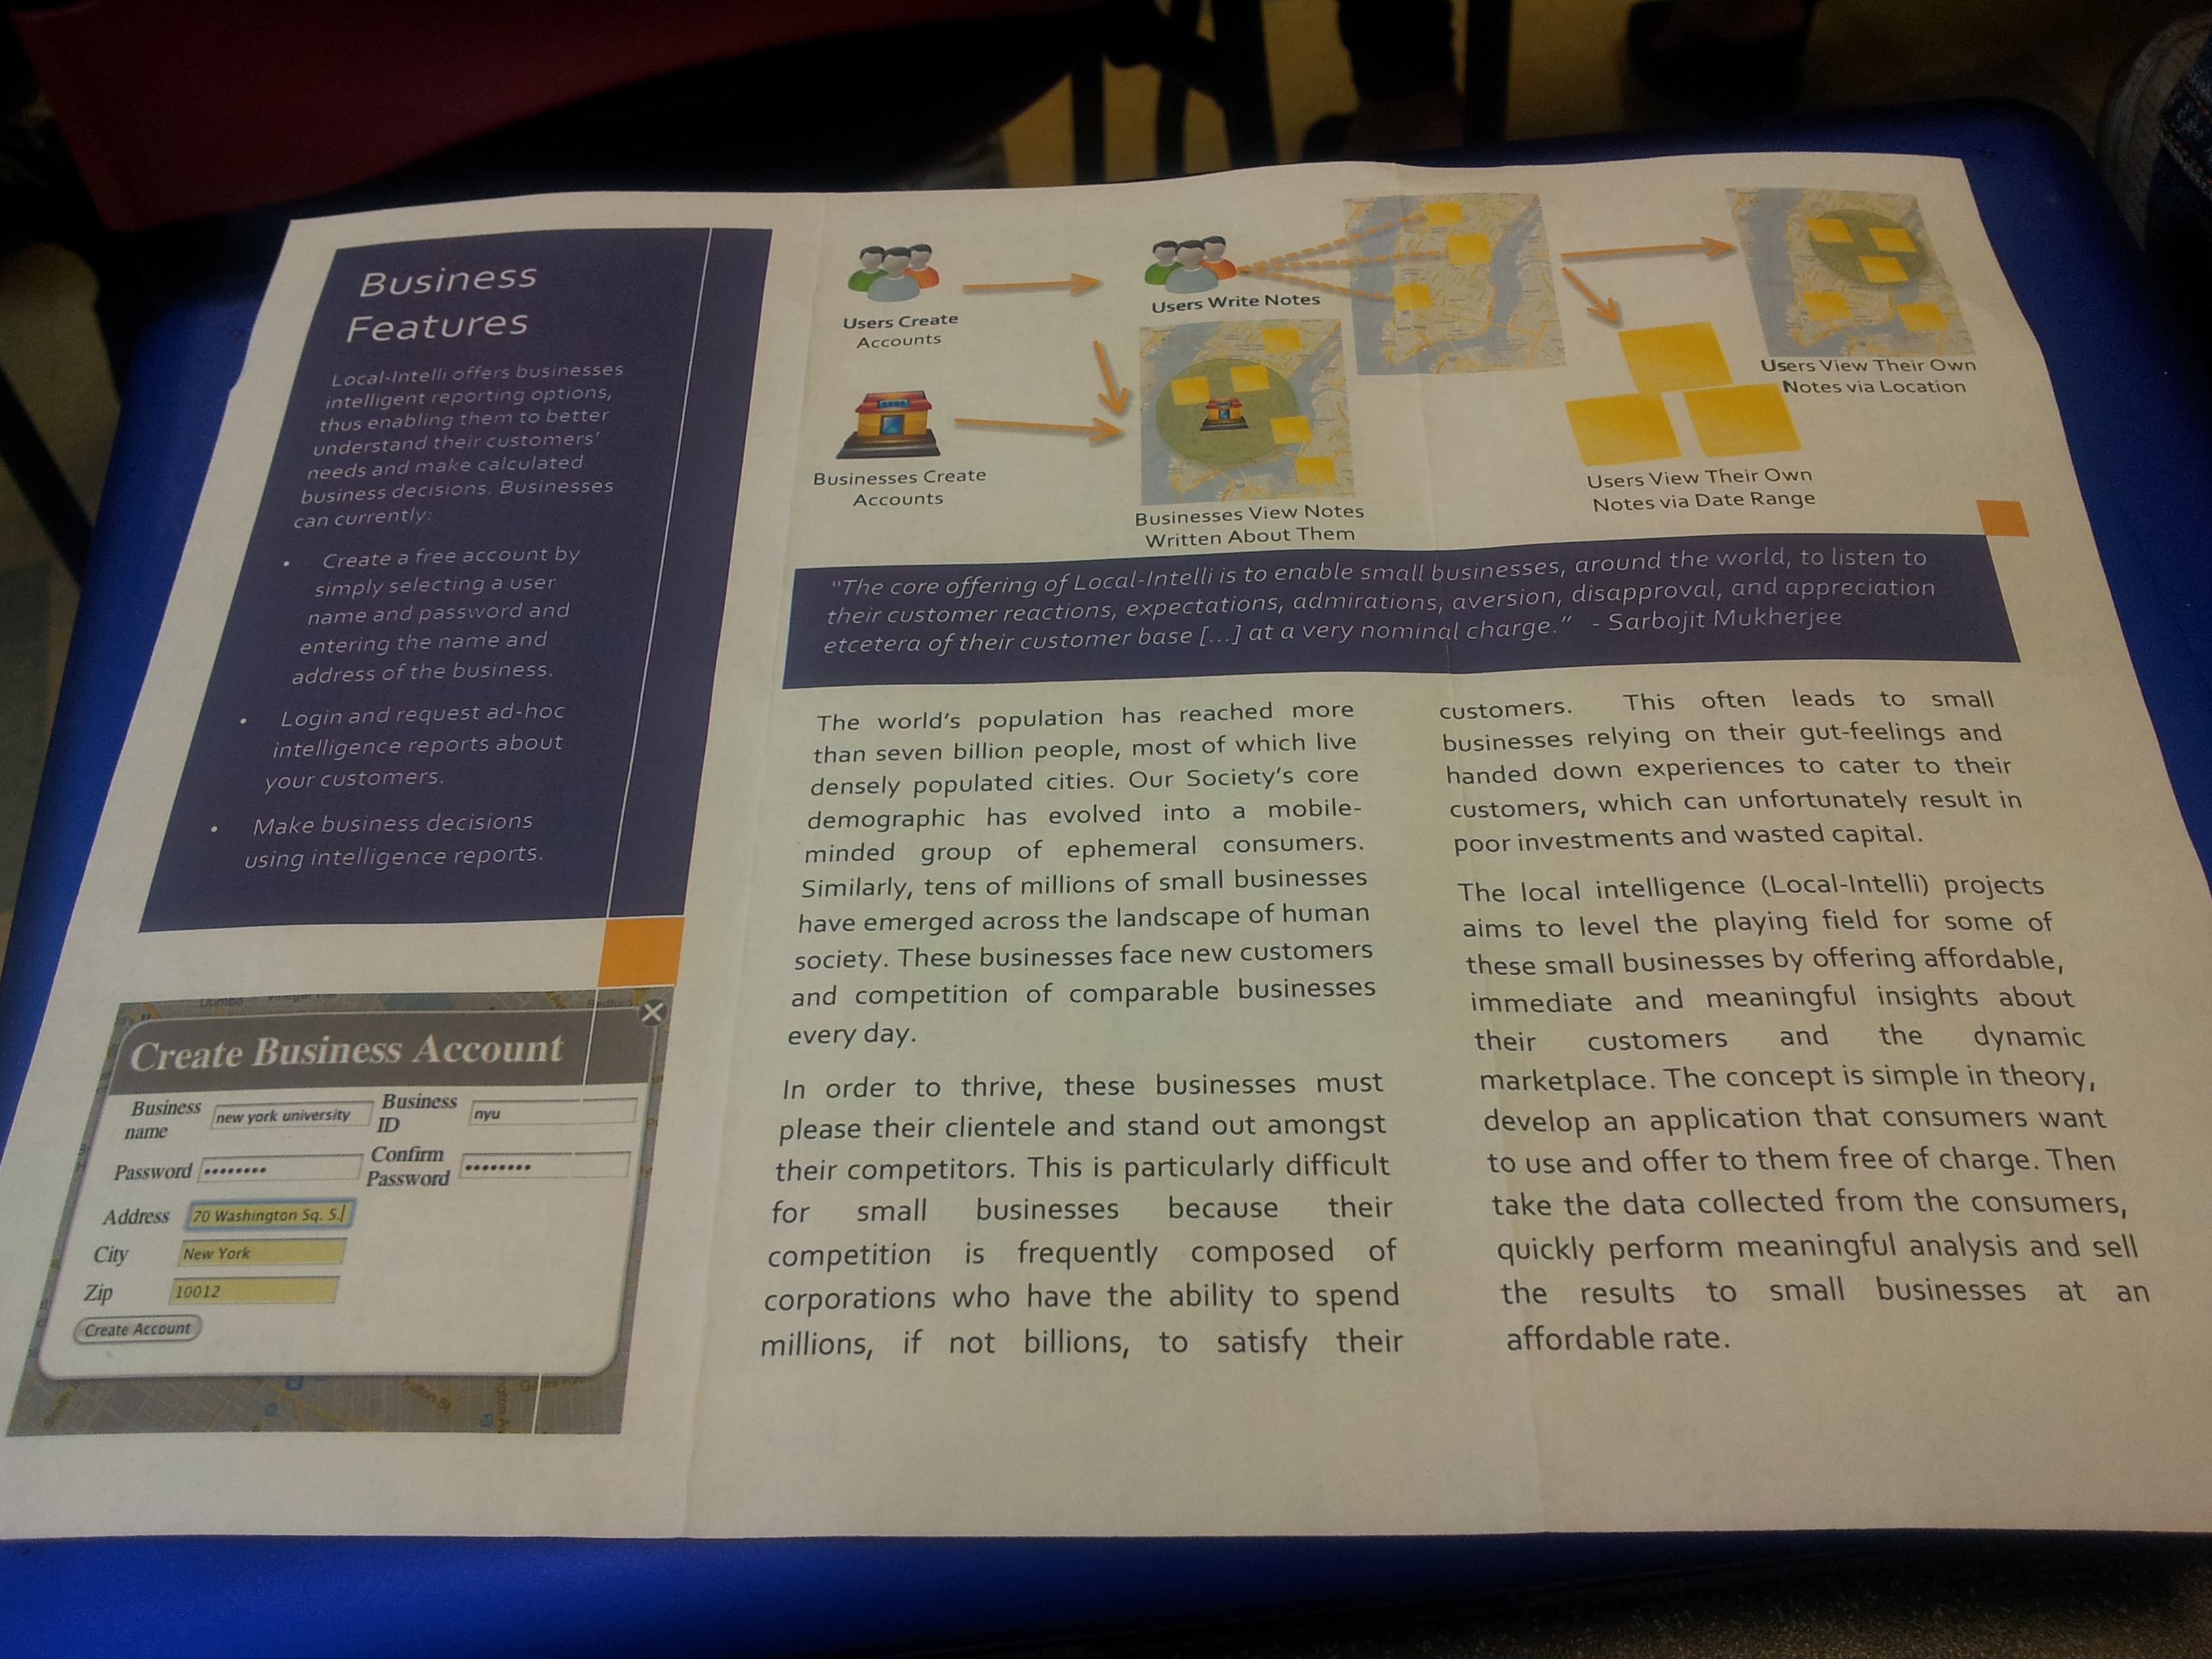 Business
Features
Local-Intelli offers businesses
intelligent reporting options,
thus enabling them to better
understand their customers'
needs and make calculated
business decisions. Businesses
can currently:
• Create a free account by
simply selecting a user
name and password and
entering the name and
address of the business.
• Login and request ad-hoc
intelligence reports about
your customers.
• Make business decisions
using intelligence reports.
Dumbo
Create Business Account
Business
name
new york university
Business
ID
nyu
Password
••••••••
Confirm
Password
••••••••
Address
70 Washington Sq. S.
City
New York
Zip
10012
Create Account
Fulton St
Users Create
Accounts
Users Write Notes
Businesses Create
Accounts
Businesses View Notes
Written About Them
Users View Their Own
Notes via Location
Users View Their Own
Notes via Date Range
"The core offering of Local-Intelli is to enable small businesses, around the world, to listen to
their customer reactions, expectations, admirations, aversion, disapproval, and appreciation
etcetera of their customer base [...] at a very nominal charge." - Sarbojit Mukherjee
The world's population has reached more
than seven billion people, most of which live
densely populated cities. Our Society's core
demographic has evolved into a mobile-
minded group of ephemeral consumers.
Similarly, tens of millions of small businesses
have emerged across the landscape of human
society. These businesses face new customers
and competition of comparable businesses
every day.
In order to thrive, these businesses must
please their clientele and stand out amongst
their competitors. This is particularly difficult
for small businesses because their
competition is frequently composed of
corporations who have the ability to spend
millions, if not billions, to satisfy their
customers. This often leads to small
businesses relying on their gut-feelings and
handed down experiences to cater to their
customers, which can unfortunately result in
poor investments and wasted capital.
The local intelligence (Local-Intelli) projects
aims to level the playing field for some of
these small businesses by offering affordable,
immediate and meaningful insights about
their customers and the dynamic
marketplace. The concept is simple in theory,
develop an application that consumers want
to use and offer to them free of charge. Then
take the data collected from the consumers,
quickly perform meaningful analysis and sell
the results to small businesses at an
affordable rate.